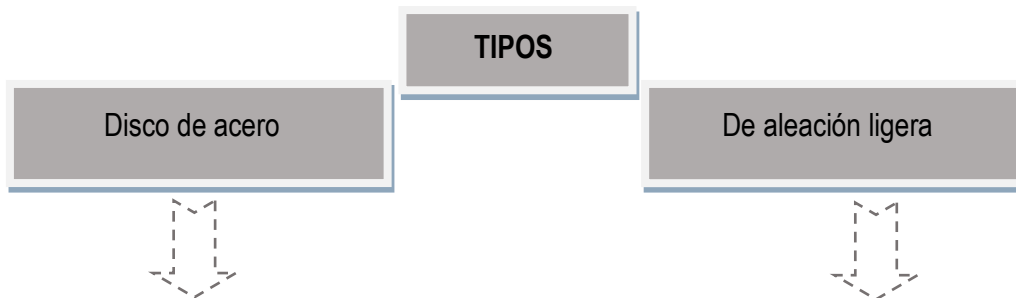 TIPOS
Disco de acero
De aleación ligera